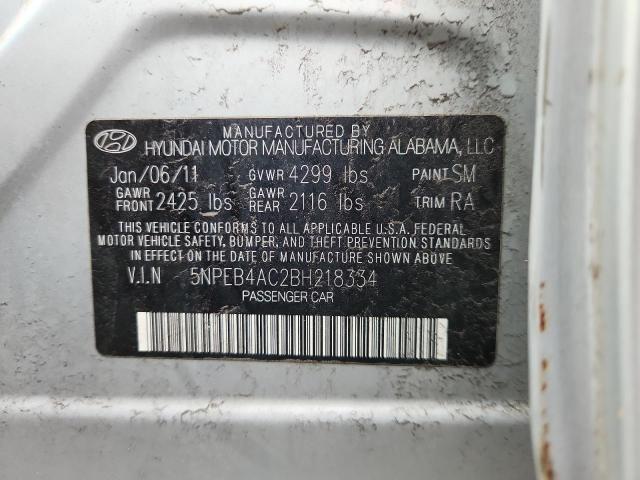 MANUFACTURED BY
HYUNDAI MOTOR MANUFACTURING ALABAMA, LLC
Jan/06/11 GVWR 4299 lbs PAINT SM
GAWR FRONT 2425 lbs GAWR REAR 2116 lbs TRIM RA
THIS VEHICLE CONFORMS TO ALL APPLICABLE U.S.A. FEDERAL
MOTOR VEHICLE SAFETY, BUMPER, AND THEFT PREVENTION STANDARDS
IN EFFECT ON THE DATE OF MANUFACTURE SHOWN ABOVE.
V.I.N 5NPEB4AC2BH218334
PASSENGER CAR